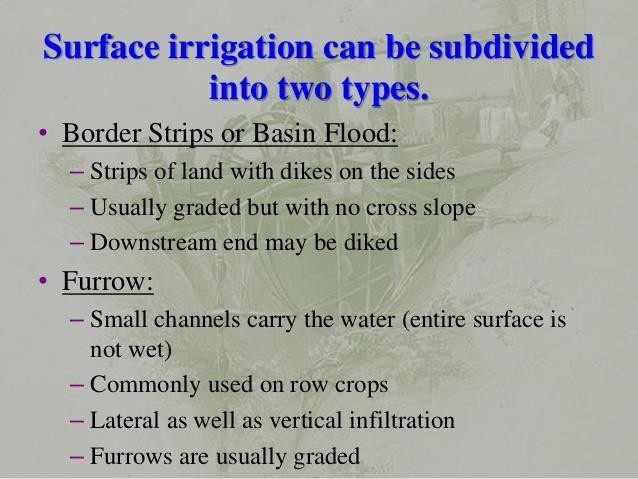 Surface irrigation can be subdivided
into two types.
• Border Strips or Basin Flood:
– Strips of land with dikes on the sides
– Usually graded but with no cross slope
– Downstream end may be diked
• Furrow:
– Small channels carry the water (entire surface is
not wet)
– Commonly used on row crops
– Lateral as well as vertical infiltration
– Furrows are usually graded